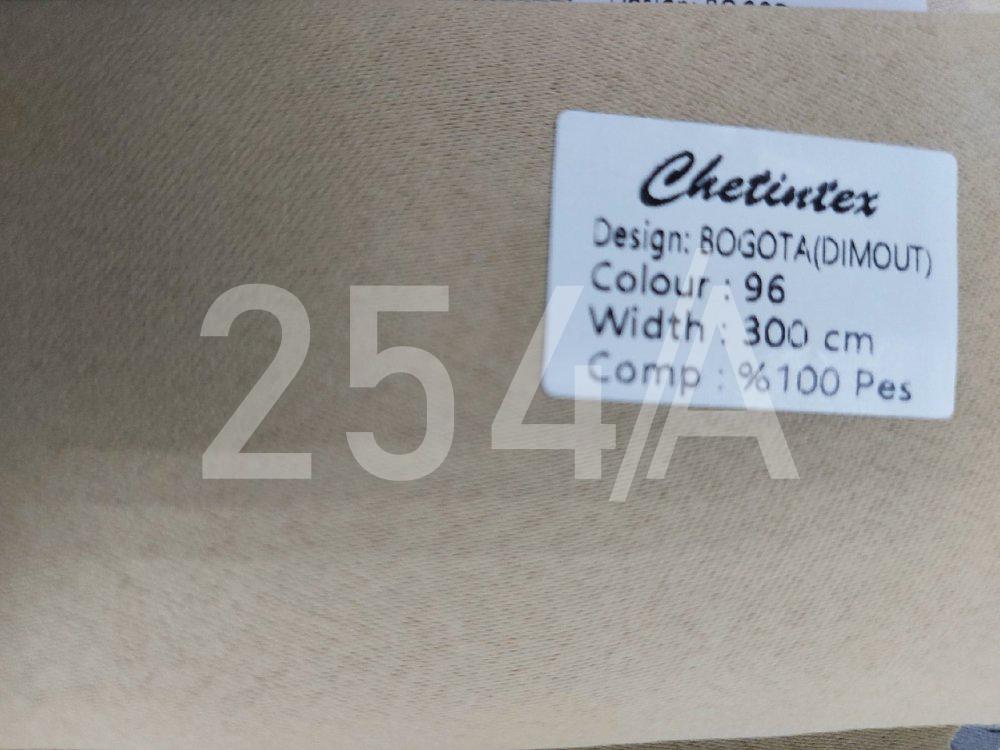 Chetintex
Design: BOGOTA(DIMOUT)
Colour : 96
Width : 300 cm
Comp : %100 Pes
254/A